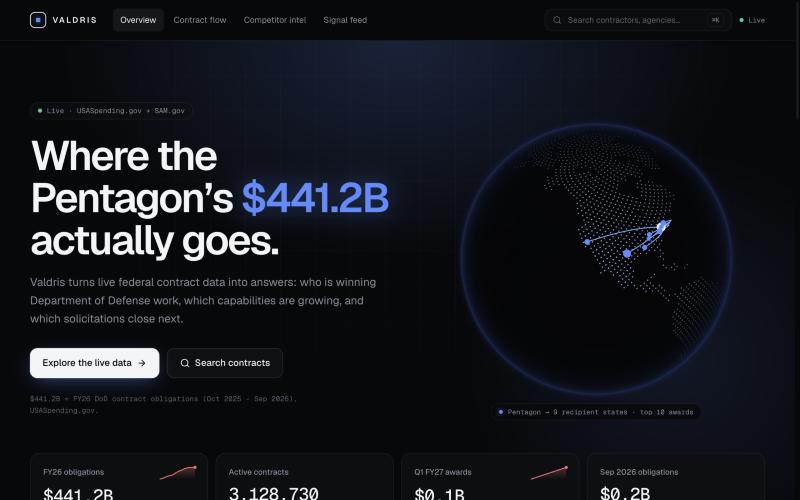 VALDRIS
Overview
Contract flow
Competitor intel
Signal feed
Search contractors, agencies…
⌘K
Live
Live · USASpending.gov + SAM.gov
Where the
Pentagon’s $441.2B
actually goes.
Valdris turns live federal contract data into answers: who is winning
Department of Defense work, which capabilities are growing, and
which solicitations close next.
Explore the live data →
Search contracts
$441.2B = FY26 DoD contract obligations (Oct 2025 – Sep 2026),
USASpending.gov.
Pentagon → 9 recipient states · top 10 awards
FY26 obligations
$441.2B
Active contracts
3,128,730
Q1 FY27 awards
$0.1B
Sep 2026 obligations
$0.2B